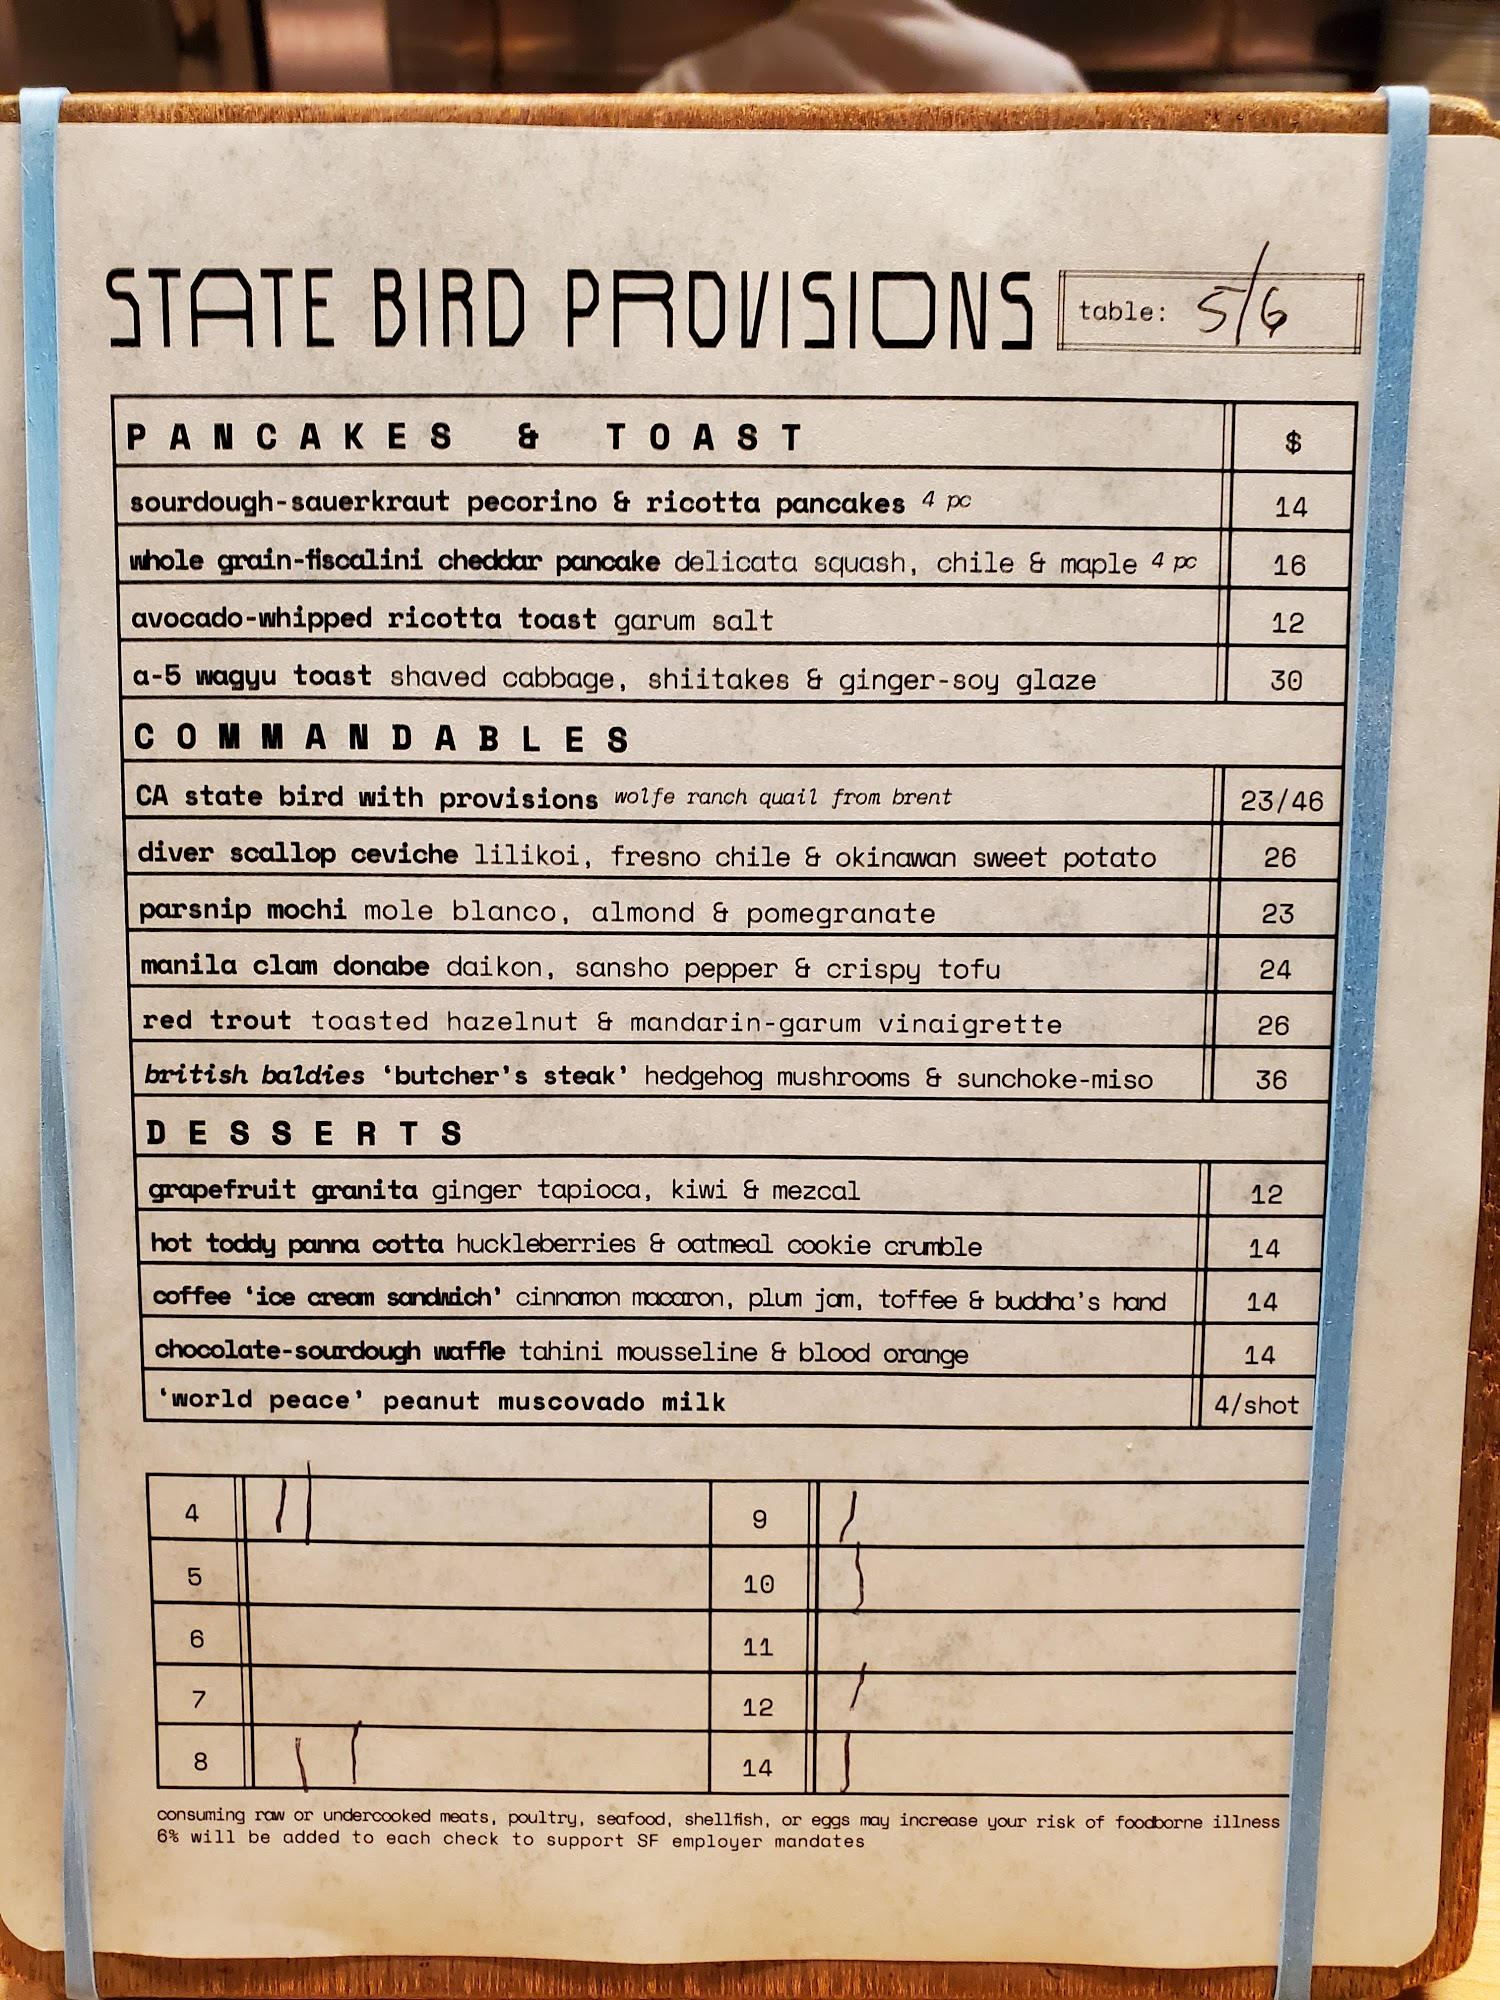 STATE BIRD PROVISIONS table: 5/6
PANCAKES & TOAST $
sourdough-sauerkraut pecorino & ricotta pancakes 4 pc 14
whole grain-fiscalini cheddar pancake delicata squash, chile & maple 4 pc 16
avocado-whipped ricotta toast garum salt 12
a-5 wagyu toast shaved cabbage, shiitakes & ginger-soy glaze 30
COMMANDABLES
CA state bird with provisions wolfe ranch quail from brent 23/46
diver scallop ceviche lilikoi, fresno chile & okinawan sweet potato 26
parsnip mochi mole blanco, almond & pomegranate 23
manila clam donabe daikon, sansho pepper & crispy tofu 24
red trout toasted hazelnut & mandarin-garum vinaigrette 26
british baldies ‘butcher’s steak’ hedgehog mushrooms & sunchoke-miso 36
DESSERTS
grapefruit granita ginger tapioca, kiwi & mezcal 12
hot toddy panna cotta huckleberries & oatmeal cookie crumble 14
coffee ‘ice cream sandwich’ cinnamon macaron, plum jam, toffee & buddha’s hand 14
chocolate-sourdough waffle tahini mousseline & blood orange 14
‘world peace’ peanut muscovado milk 4/shot
4 || 9 /
5 10 |
6 11
7 12 /
8 || 14 |
consuming raw or undercooked meats, poultry, seafood, shellfish, or eggs may increase your risk of foodborne illness
6% will be added to each check to support SF employer mandates